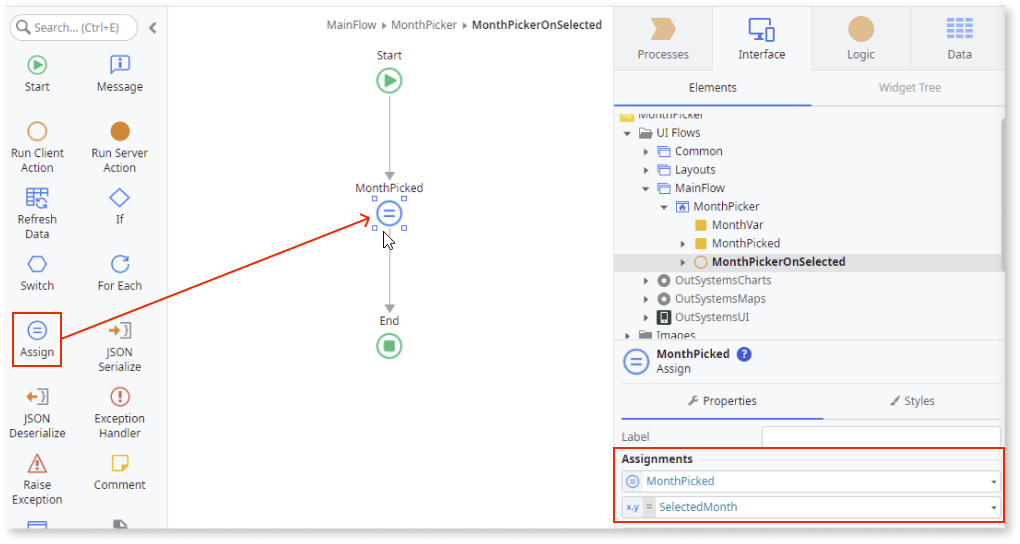 Search... (Ctrl+E)
Start
Message
Run Client
Action
Run Server
Action
Refresh
Data
If
Switch
For Each
Assign
JSON
Serialize
JSON
Deserialize
Exception
Handler
Raise
Exception
Comment
MainFlow ▸ MonthPicker ▸ MonthPickerOnSelected
Start
MonthPicked
End
Processes
Interface
Logic
Data
Elements
Widget Tree
MonthPicker
UI Flows
Common
Layouts
MainFlow
MonthPicker
MonthVar
MonthPicked
MonthPickerOnSelected
OutSystemsCharts
OutSystemsMaps
OutSystemsUI
Images
MonthPicked ?
Assign
Properties
Styles
Label
Assignments
MonthPicked
x.y = SelectedMonth